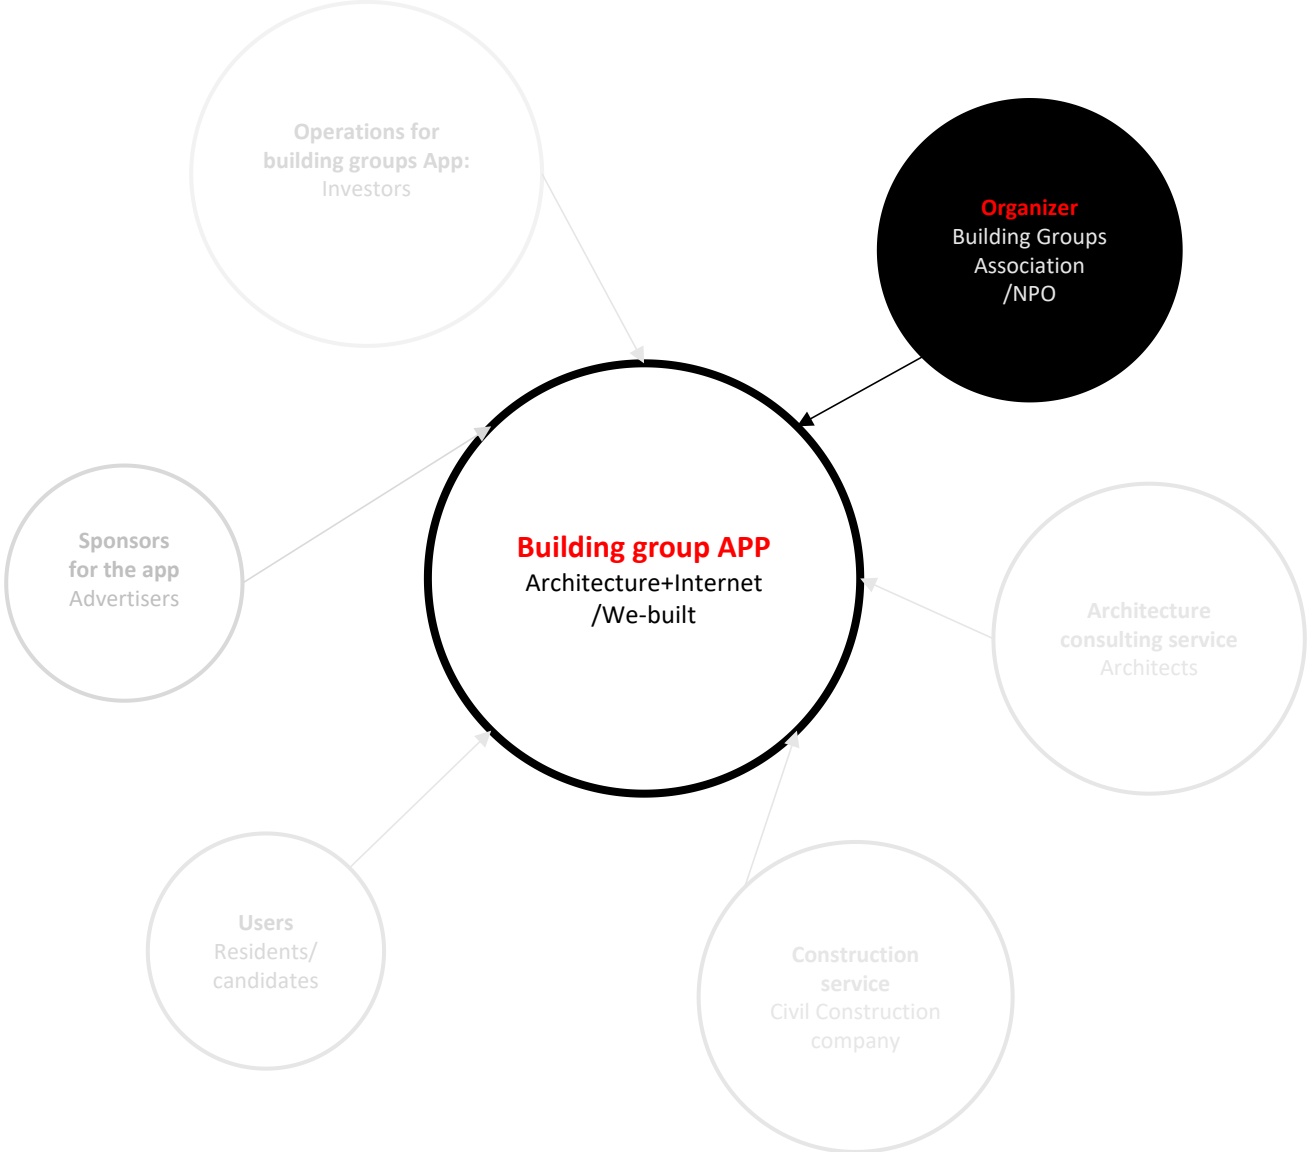 Operations for
building groups App:
Investors
Organizer
Building Groups
Association
/NPO
Sponsors
for the app
Advertisers
Building group APP
Architecture+Internet
/We-built
Architecture
consulting service
Architects
Users
Residents/
candidates
Construction
service
Civil Construction
company